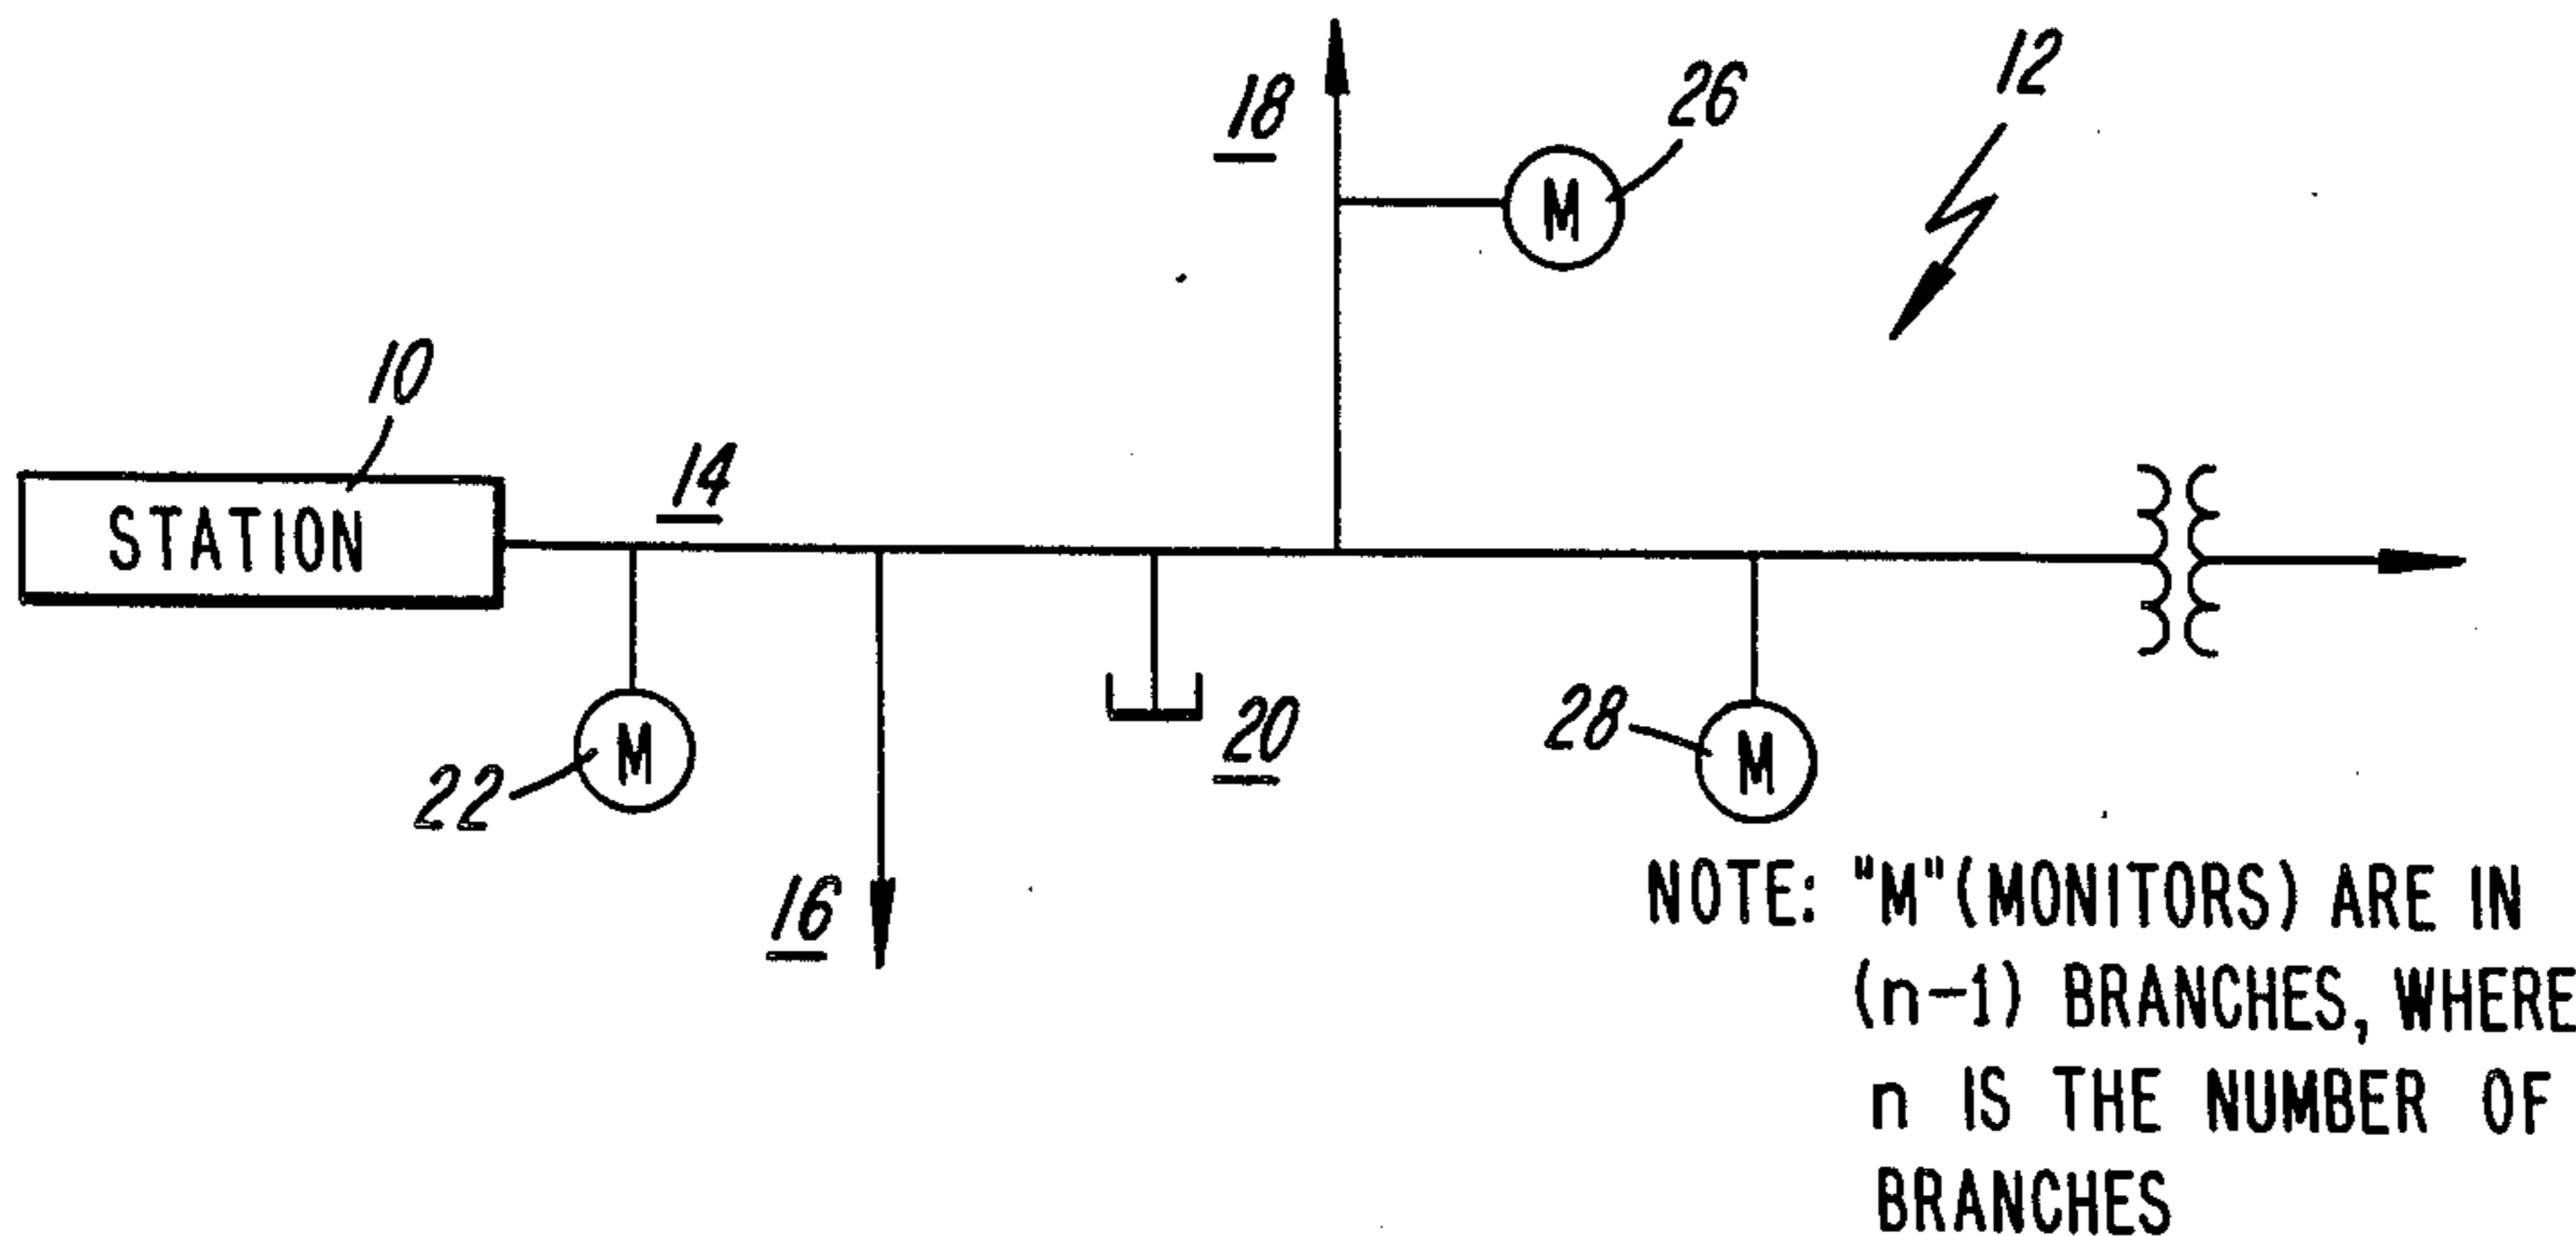 18
26
12
10
14
STATION
M
22
M
16
20
28
M
NOTE: "M" (MONITORS) ARE IN
(n-1) BRANCHES, WHERE
n IS THE NUMBER OF
BRANCHES